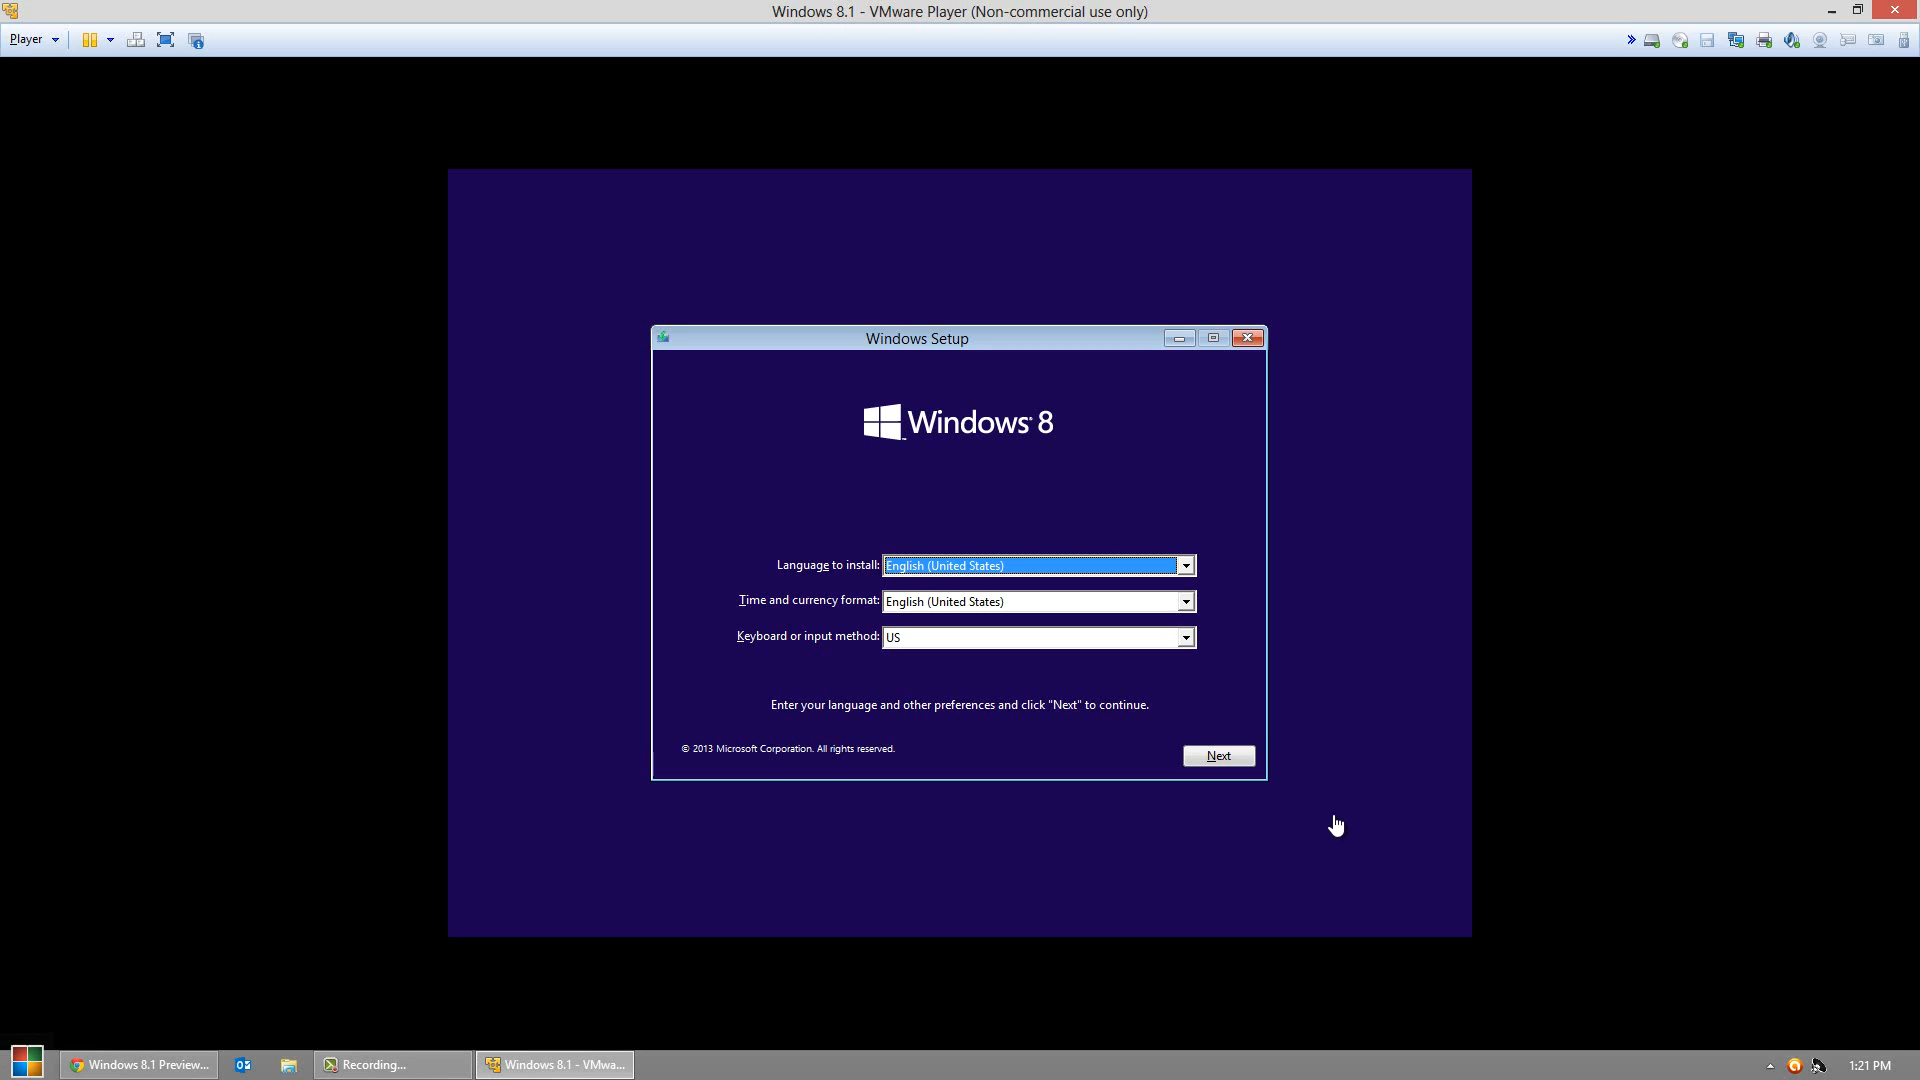 Windows 8.1 - VMware Player (Non-commercial use only)
Player
Windows Setup
Windows 8
Language to install: English (United States)
Time and currency format: English (United States)
Keyboard or input method: US
Enter your language and other preferences and click "Next" to continue.
© 2013 Microsoft Corporation. All rights reserved.
Next
Windows 8.1 Preview...
Recording...
Windows 8.1 - VMwa...
1:21 PM